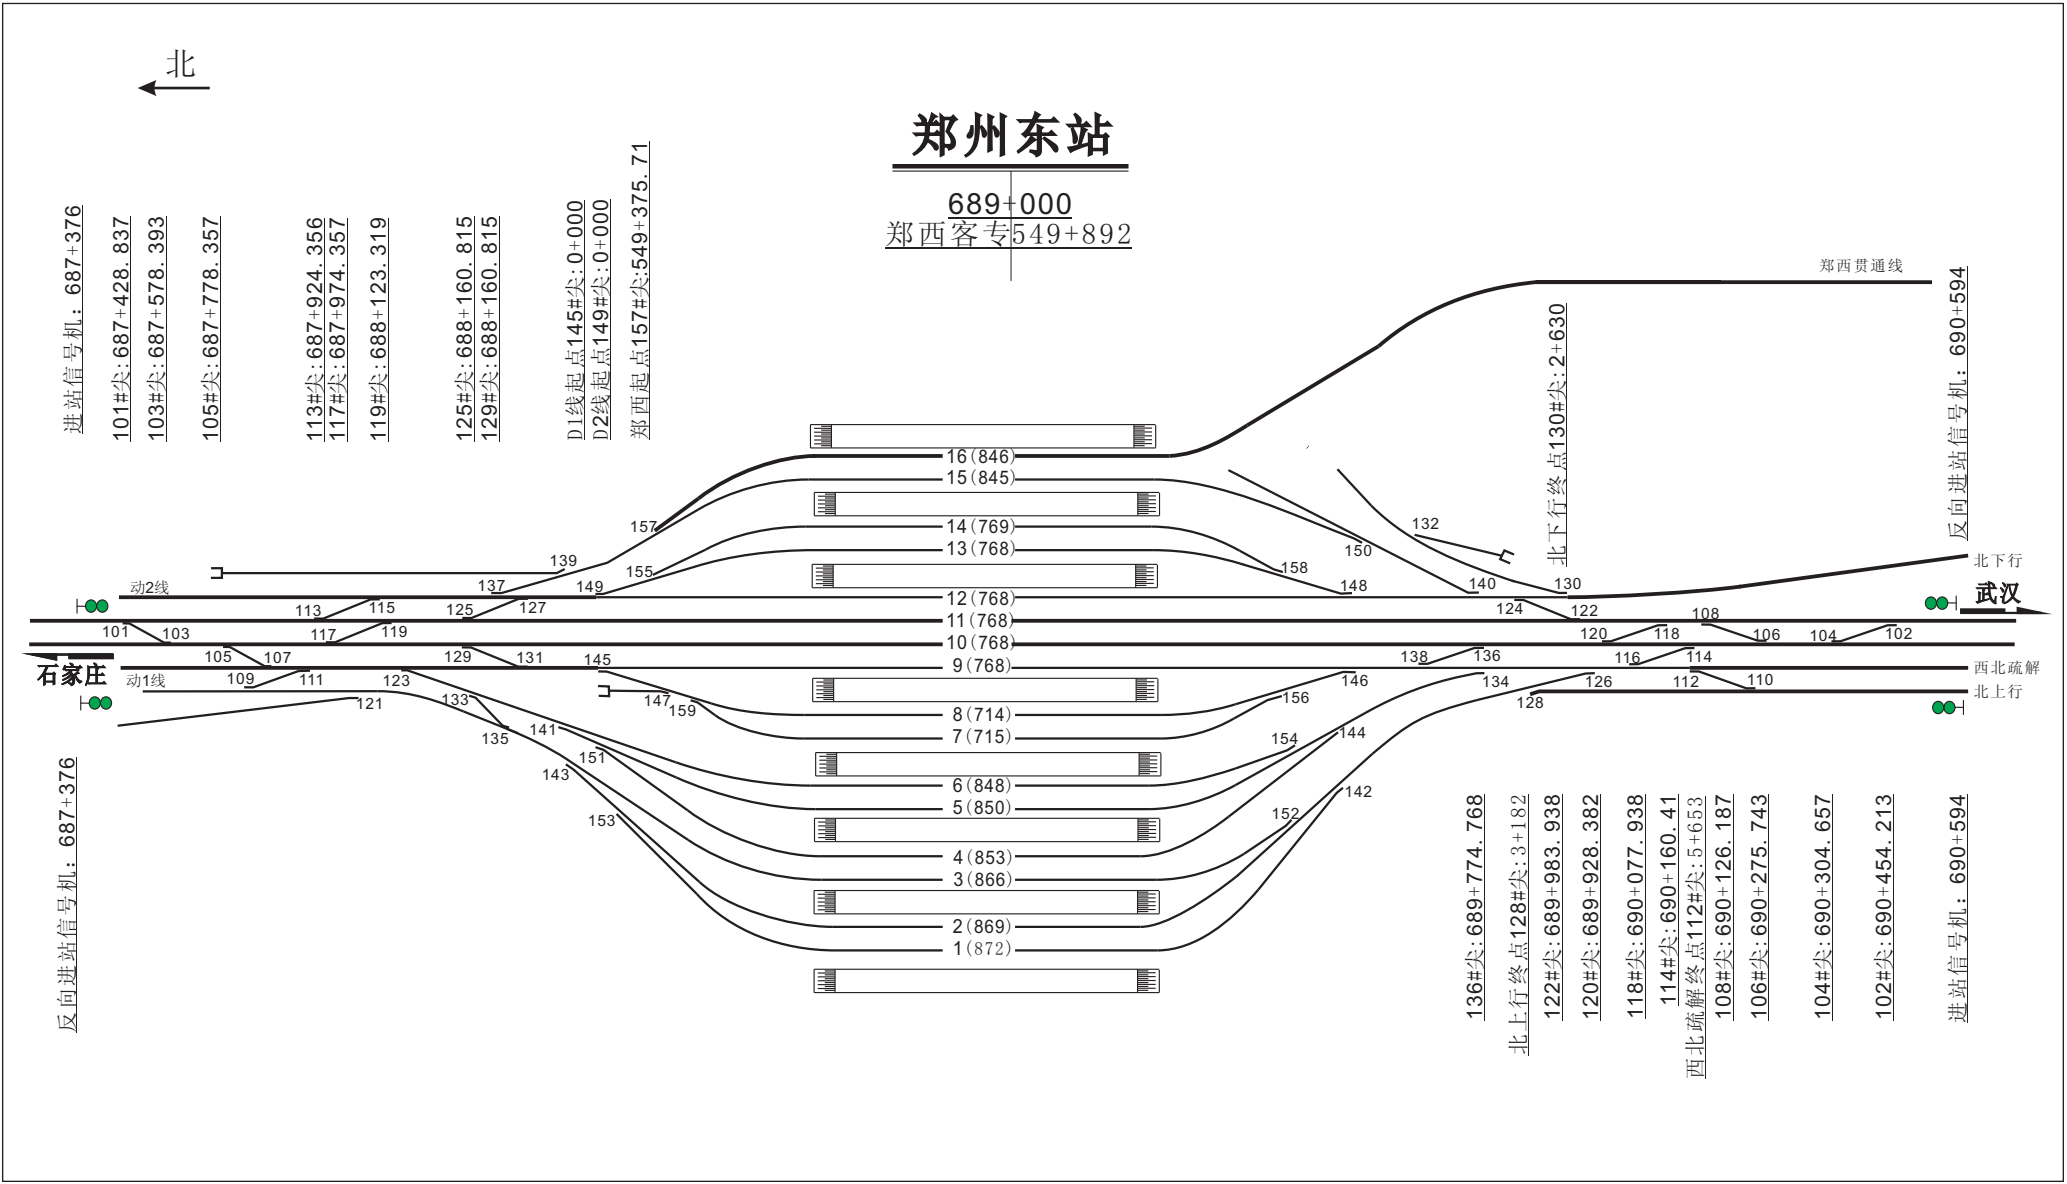 北
郑州东站
689+000
郑西客专549+892
进站信号机: 687+376
101#尖:687+428.837
103#尖:687+578.393
105#尖:687+778.357
113#尖:687+924.356
117#尖:687+974.357
119#尖:688+123.319
125#尖:688+160.815
129#尖:688+160.815
D1线起点145#尖:0+000
D2线起点149#尖:0+000
郑西起点157#尖:549+375.71
郑西贯通线
北下行终点130#尖:2+630
反向进站信号机: 690+594
16(846)
15(845)
157
14(769)
132
13(768)
150
139
155
158
北下行
动2线
137
149
148
140
130
武汉
12(768)
113
115
125
127
124
122
108
11(768)
101
103
117
119
120
118
106
104
102
10(768)
105
107
129
131
145
138
136
116
114
9(768)
西北疏解
石家庄
动1线
109
111
123
146
134
126
112
110
北上行
121
133
147
159
156
128
8(714)
135
141
154
144
7(715)
151
143
6(848)
142
5(850)
153
152
4(853)
3(866)
2(869)
1(872)
反向进站信号机: 687+376
136#尖:689+774.768
北上行终点128#尖:3+182
122#尖:689+983.938
120#尖:689+928.382
118#尖:690+077.938
114#尖:690+160.41
西北疏解终点112#尖:5+653
108#尖:690+126.187
106#尖:690+275.743
104#尖:690+304.657
102#尖:690+454.213
进站信号机: 690+594